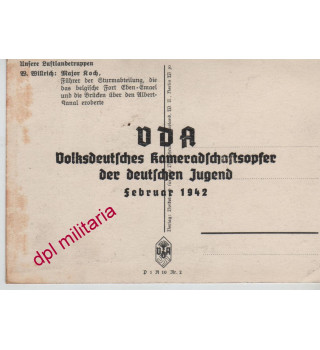 Unsere Luftlandetruppen
W. Willrich: Major Koch,
Führer der Sturmabteilung, die
das belgische Fort Eben-Emael
und die Brücken über den Albert-
Kanal eroberte
VDA
Volksdeutsches Kameradschaftsopfer
der deutschen Jugend
Februar 1942
dpl militaria
VDA